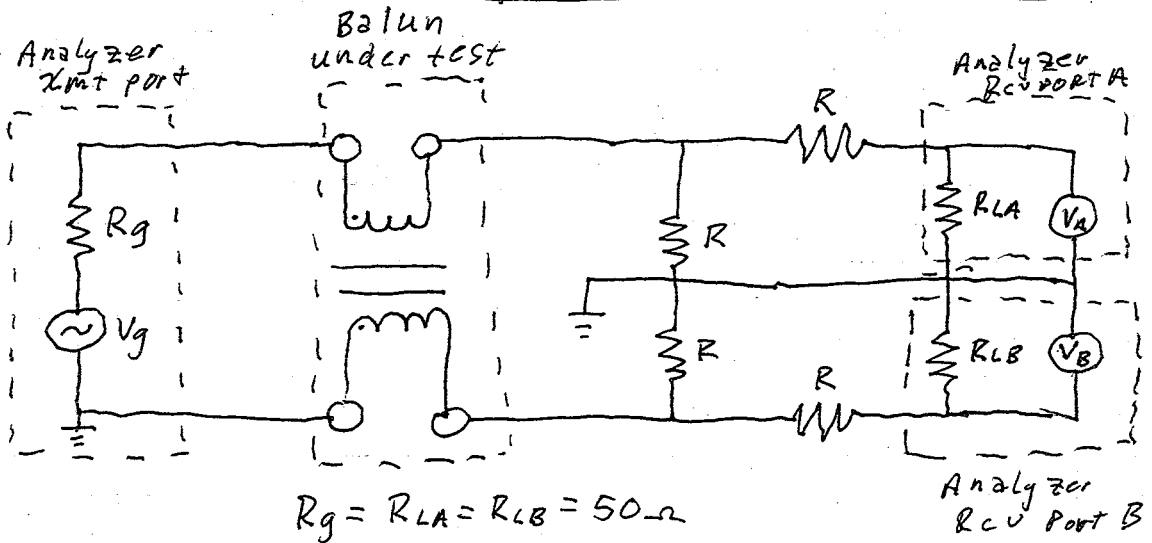 Balun
under test
Analyzer
Xmt port
Analyzer
Rcv PORT A
R
Rg
R
RLA
VA
Vg
R
RLB
VB
R
Rg = RLA = RLB = 50Ω
Analyzer
Rcv Port B